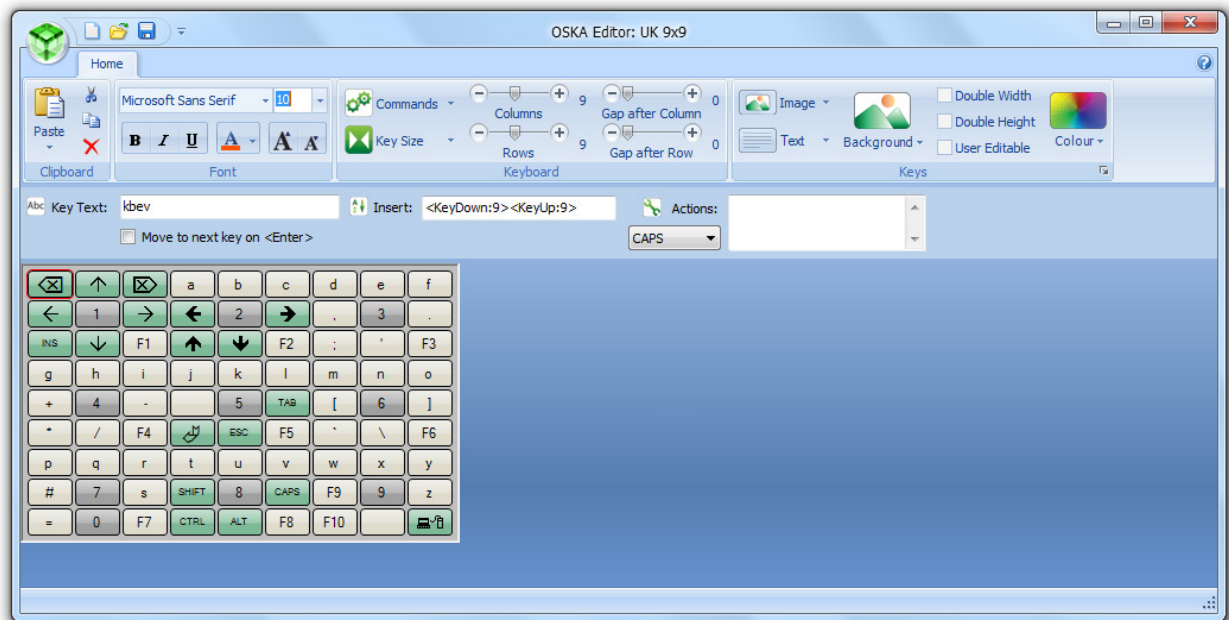 OSKA Editor: UK 9x9
Home
Paste
Clipboard
Microsoft Sans Serif 10
B I U A A A
Font
Commands
Key Size
Columns 9
Rows 9
Gap after Column 0
Gap after Row 0
Keyboard
Image
Text
Background
Double Width
Double Height
User Editable
Colour
Keys
Abc Key Text: kbev
Insert: <KeyDown:9><KeyUp:9>
Actions:
Move to next key on <Enter>
CAPS
a b c d e f
1 2 , 3 .
INS F1 F2 ; ' F3
g h i j k l m n o
+ 4 - 5 TAB [ 6 ]
* / F4 ESC F5 ` \ F6
p q r t u v w x y
# 7 s SHIFT 8 CAPS F9 9 z
= 0 F7 CTRL ALT F8 F10